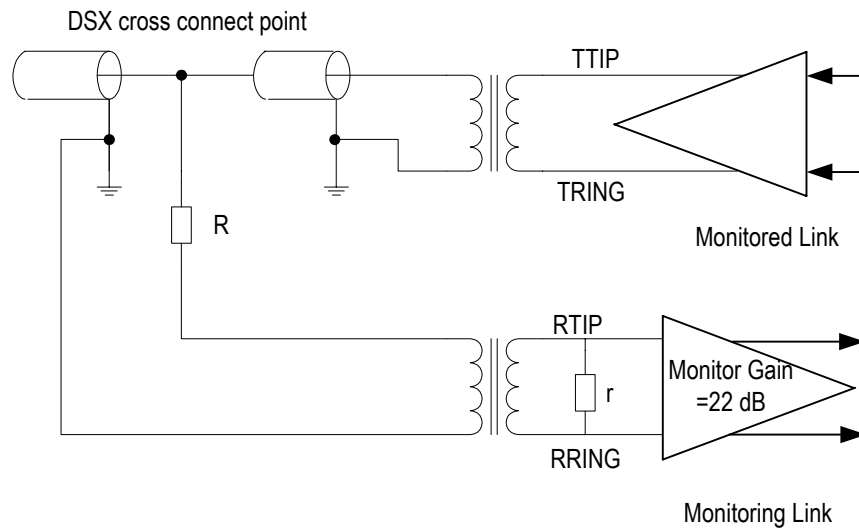 DSX cross connect point
TTIP
TRING
R
Monitored Link
RTIP
Monitor Gain
=22 dB
r
RRING
Monitoring Link